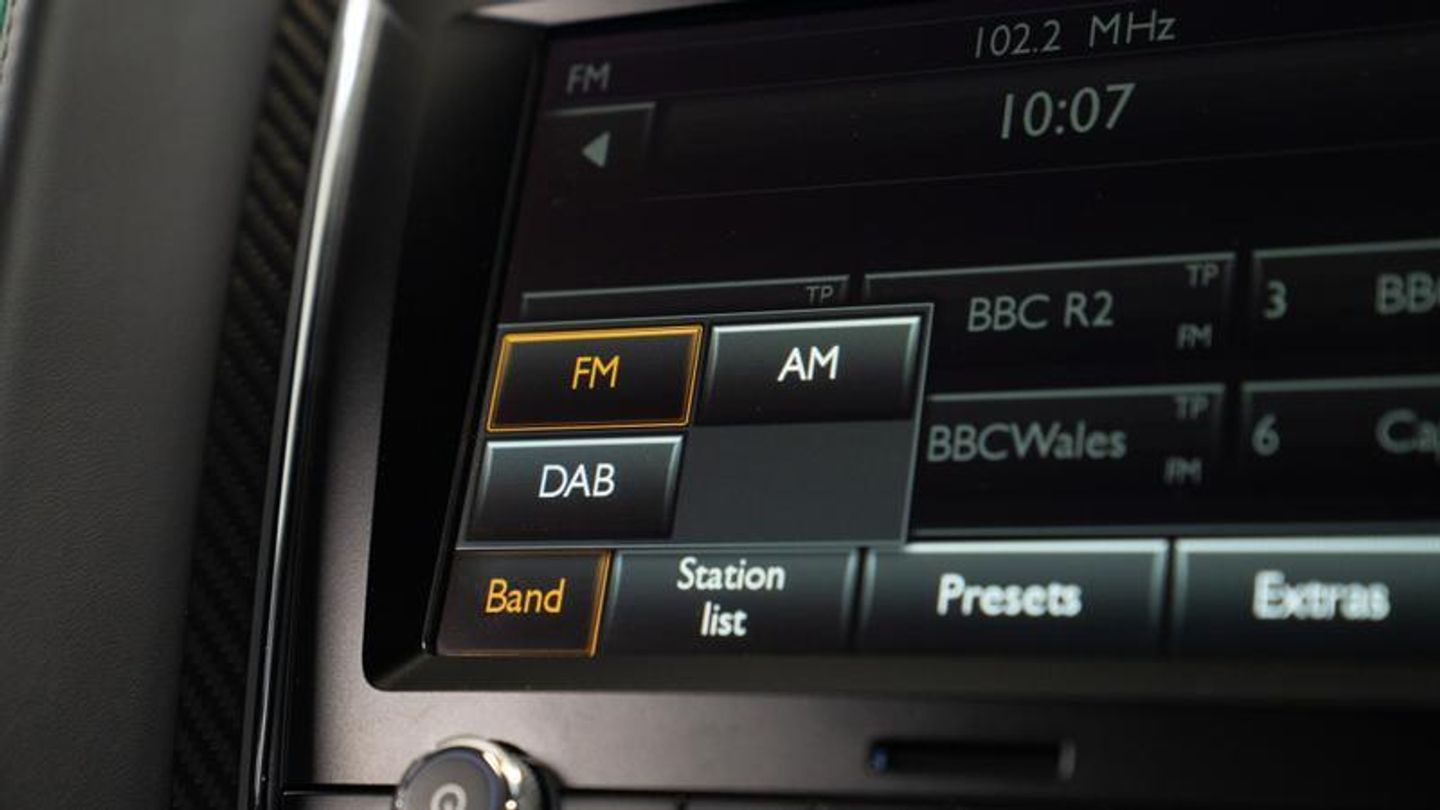 102.2 MHz
FM
10:07
TP
BBC R2
TP
FM
3
FM
AM
BBCWales
TP
FM
6
DAB
Band
Station
list
Presets
Extras